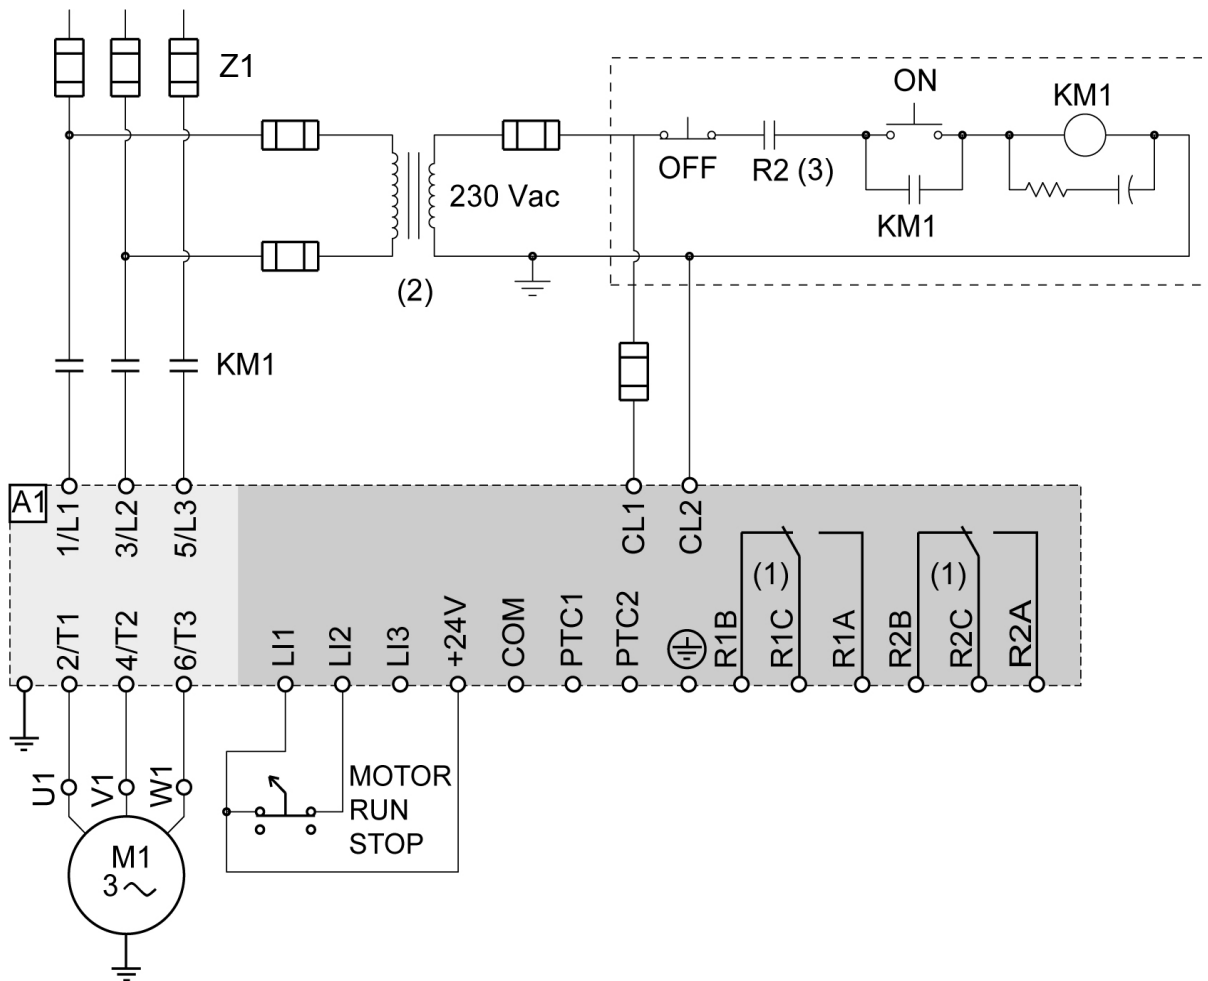 Z1
ON
KM1
OFF
R2 (3)
230 Vac
KM1
(2)
KM1
A1
1/L1
3/L2
5/L3
CL1
CL2
(1)
(1)
2/T1
4/T2
6/T3
LI1
LI2
LI3
+24V
COM
PTC1
PTC2
R1B
R1C
R1A
R2B
R2C
R2A
U1
V1
W1
MOTOR
RUN
STOP
M1
3~